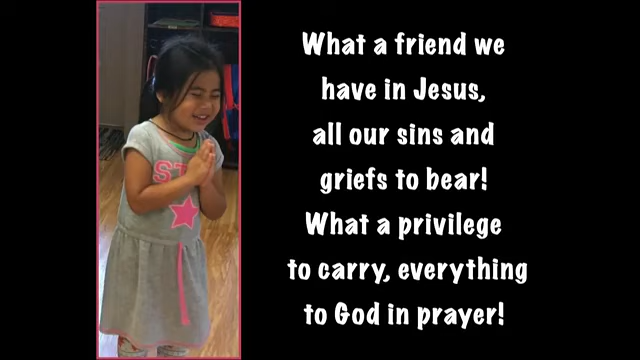 What a friend we
have in Jesus,
all our sins and
griefs to bear!
What a privilege
to carry, everything
to God in prayer!